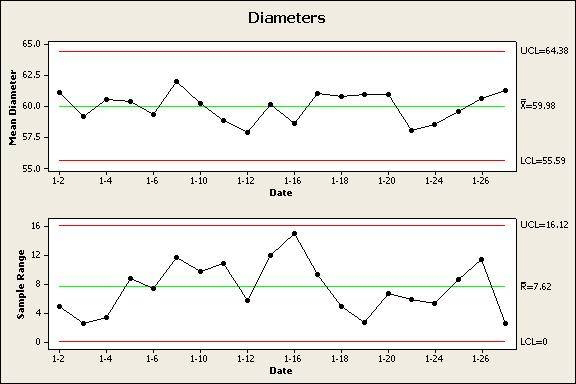 Diameters
65.0
62.5
60.0
57.5
55.0
Mean Diameter
UCL=64.38
X̿=59.98
LCL=55.59
1-2 1-4 1-6 1-10 1-12 1-16 1-18 1-20 1-24 1-26
Date
16
12
8
4
0
Sample Range
UCL=16.12
R̅=7.62
LCL=0
1-2 1-4 1-6 1-10 1-12 1-16 1-18 1-20 1-24 1-26
Date